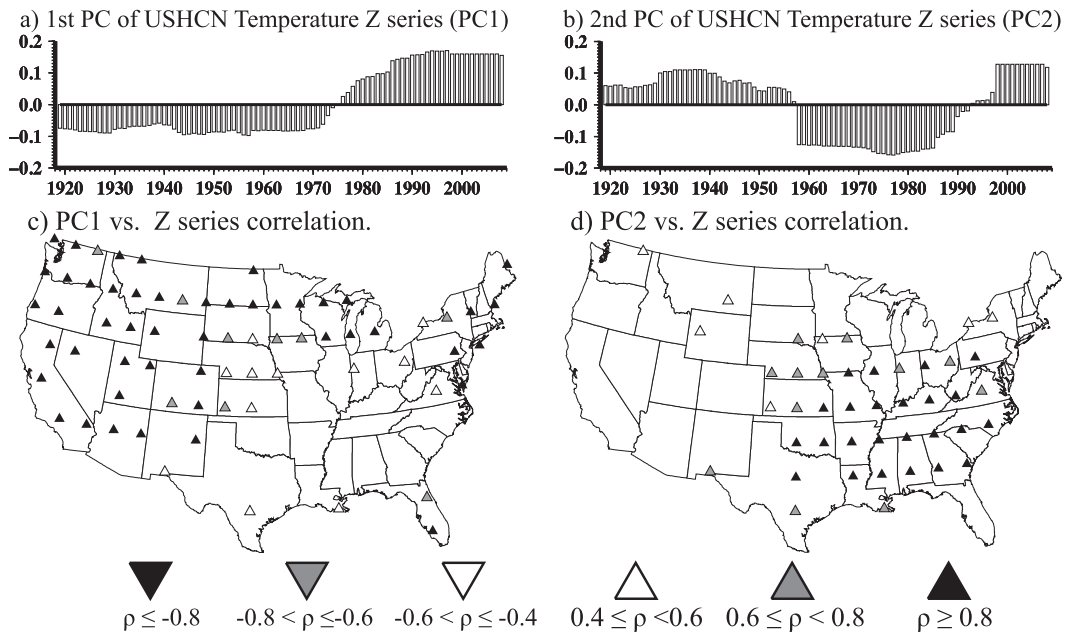 a) 1st PC of USHCN Temperature Z series (PC1)
0.2
0.1
0.0
−0.1
−0.2
1920 1930 1940 1950 1960 1970 1980 1990 2000
b) 2nd PC of USHCN Temperature Z series (PC2)
0.2
0.1
0.0
−0.1
−0.2
1920 1930 1940 1950 1960 1970 1980 1990 2000
c) PC1 vs. Z series correlation.
d) PC2 vs. Z series correlation.
ρ ≤ -0.8
-0.8 < ρ ≤-0.6
-0.6 < ρ ≤ -0.4
0.4 ≤ ρ <0.6
0.6 ≤ ρ < 0.8
ρ ≥ 0.8